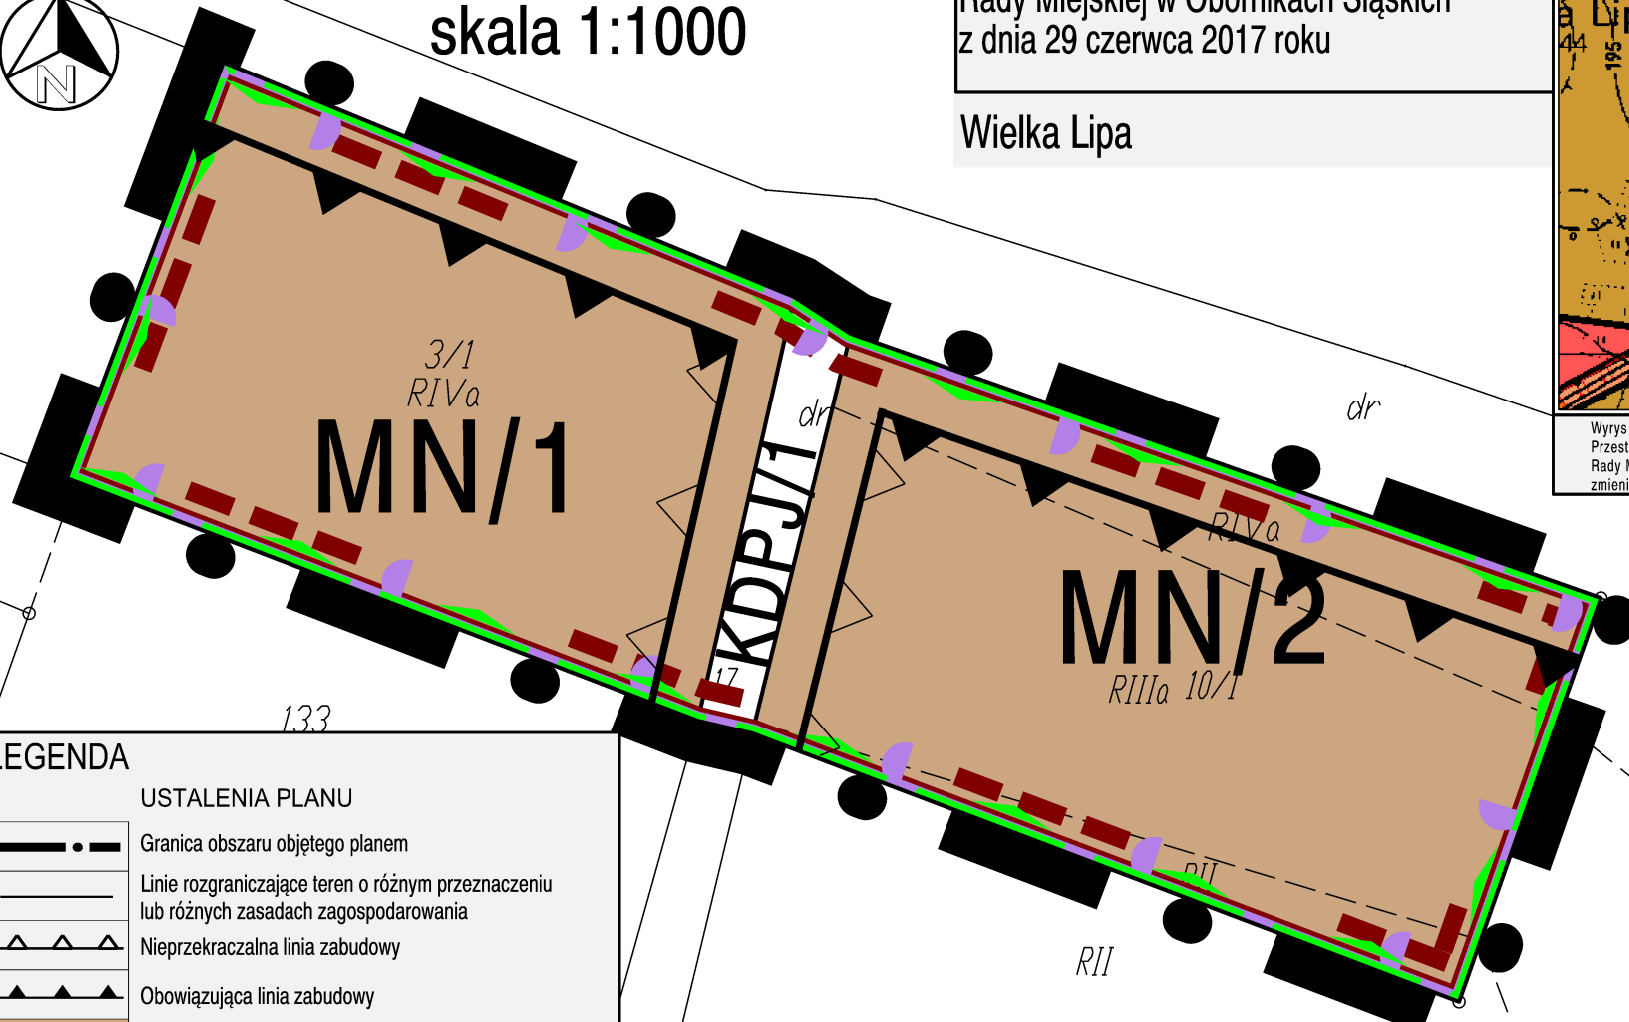 N
skala 1:1000
Rady Miejskiej w Obornikach Śląskich
z dnia 29 czerwca 2017 roku
Wielka Lipa
44
195
3/1
RIVa
MN/1
dr
KDPJ/1
17
dr
RIVa
MN/2
RIIIa 10/1
RII
RII
133
Wyrys
Przest
Rady
zmieni
LEGENDA
USTALENIA PLANU
Granica obszaru objętego planem
Linie rozgraniczające teren o różnym przeznaczeniu
lub różnych zasadach zagospodarowania
Nieprzekraczalna linia zabudowy
Obowiązująca linia zabudowy